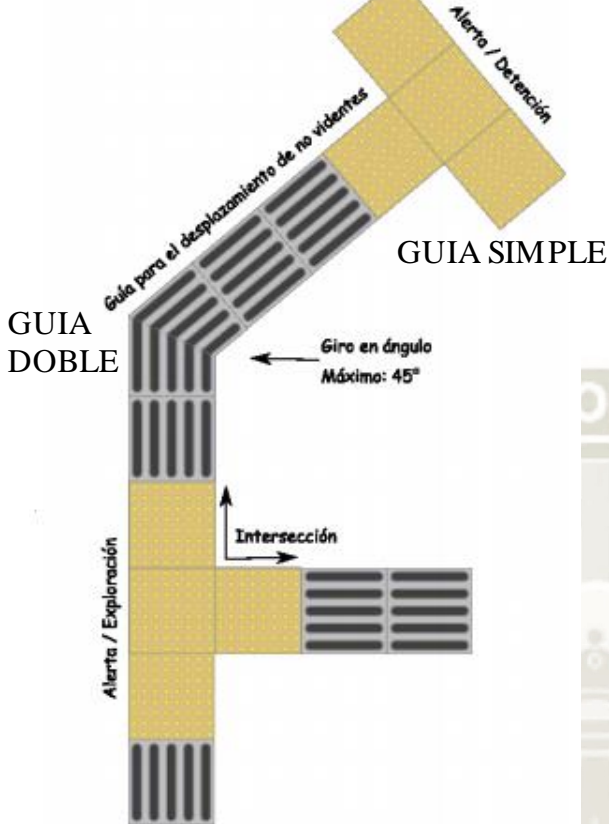 Alerta / Detención
Guía para el desplazamiento de no videntes
GUIA SIMPLE
GUIA
DOBLE
Giro en ángulo
Máximo: 45°
Intersección
Alerta / Exploración